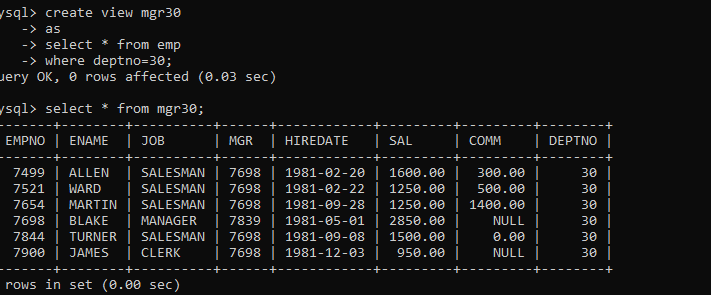 ysql> create view mgr30
-> as
-> select * from emp
-> where deptno=30;
uery OK, 0 rows affected (0.03 sec)
ysql> select * from mgr30;
-------+--------+----------+------+------------+---------+---------+--------+
EMPNO | ENAME | JOB | MGR | HIREDATE | SAL | COMM | DEPTNO |
-------+--------+----------+------+------------+---------+---------+--------+
7499 | ALLEN | SALESMAN | 7698 | 1981-02-20 | 1600.00 | 300.00 | 30 |
7521 | WARD | SALESMAN | 7698 | 1981-02-22 | 1250.00 | 500.00 | 30 |
7654 | MARTIN | SALESMAN | 7698 | 1981-09-28 | 1250.00 | 1400.00 | 30 |
7698 | BLAKE | MANAGER | 7839 | 1981-05-01 | 2850.00 | NULL | 30 |
7844 | TURNER | SALESMAN | 7698 | 1981-09-08 | 1500.00 | 0.00 | 30 |
7900 | JAMES | CLERK | 7698 | 1981-12-03 | 950.00 | NULL | 30 |
-------+--------+----------+------+------------+---------+---------+--------+
rows in set (0.00 sec)